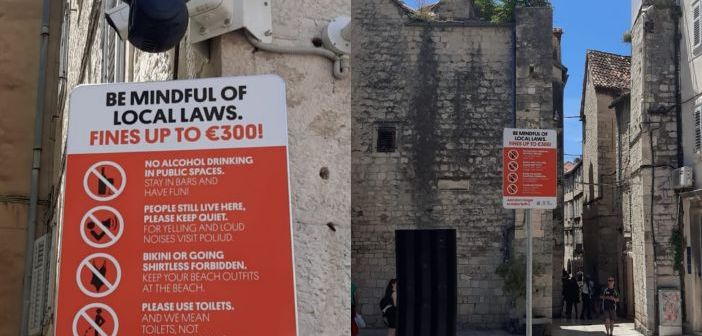 BE MINDFUL OF
LOCAL LAWS.
FINES UP TO €300!
NO ALCOHOL DRINKING
IN PUBLIC SPACES.
STAY IN BARS AND
HAVE FUN!
PEOPLE STILL LIVE HERE,
PLEASE KEEP QUIET.
FOR YELLING AND LOUD
NOISES VISIT POLJUD.
BIKINI OR GOING
SHIRTLESS FORBIDDEN.
KEEP YOUR BEACH OUTFITS
AT THE BEACH.
PLEASE USE TOILETS.
AND WE MEAN
TOILETS, NOT
BE MINDFUL OF
LOCAL LAWS.
FINES UP TO €300!